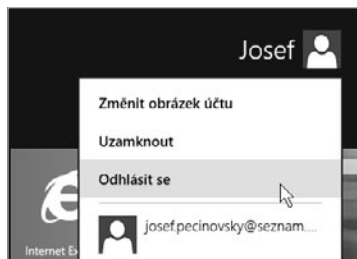 Josef
Změnit obrázek účtu
Uzamknout
Odhlásit se
josef.pecinovsky@seznam....
Internet Ex